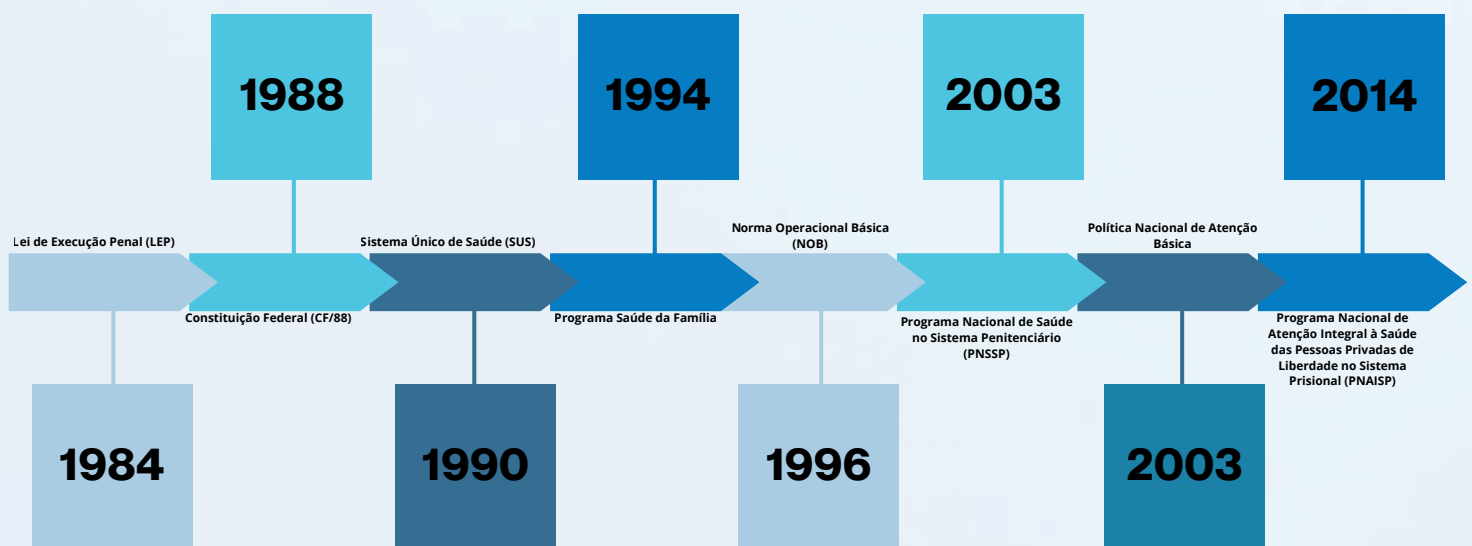 1988
1994
2003
2014
Lei de Execução Penal (LEP)
Sistema Único de Saúde (SUS)
Norma Operacional Básica
(NOB)
Política Nacional de Atenção
Básica
Constituição Federal (CF/88)
Programa Saúde da Família
Programa Nacional de Saúde
no Sistema Penitenciário
(PNSSP)
Programa Nacional de
Atenção Integral à Saúde
das Pessoas Privadas de
Liberdade no Sistema
Prisional (PNAISP)
1984
1990
1996
2003